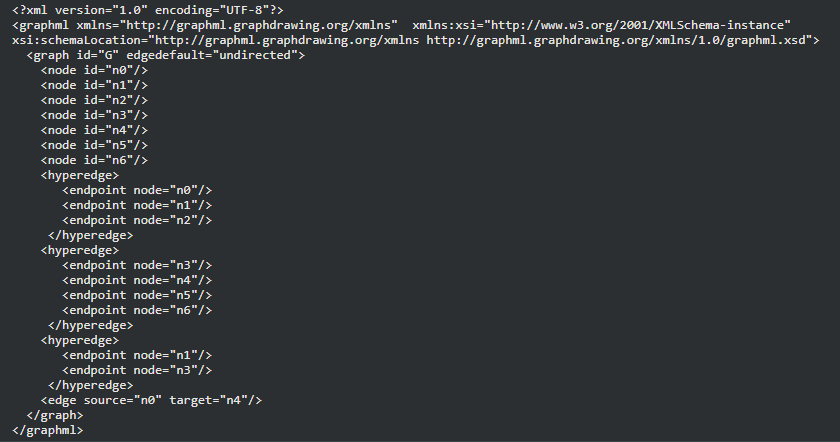 <?xml version="1.0" encoding="UTF-8"?>
<graphml xmlns="http://graphml.graphdrawing.org/xmlns"  xmlns:xsi="http://www.w3.org/2001/XMLSchema-instance"
xsi:schemaLocation="http://graphml.graphdrawing.org/xmlns http://graphml.graphdrawing.org/xmlns/1.0/graphml.xsd">
  <graph id="G" edgedefault="undirected">
    <node id="n0"/>
    <node id="n1"/>
    <node id="n2"/>
    <node id="n3"/>
    <node id="n4"/>
    <node id="n5"/>
    <node id="n6"/>
    <hyperedge>
       <endpoint node="n0"/>
       <endpoint node="n1"/>
       <endpoint node="n2"/>
     </hyperedge>
    <hyperedge>
       <endpoint node="n3"/>
       <endpoint node="n4"/>
       <endpoint node="n5"/>
       <endpoint node="n6"/>
     </hyperedge>
    <hyperedge>
       <endpoint node="n1"/>
       <endpoint node="n3"/>
     </hyperedge>
    <edge source="n0" target="n4"/>
  </graph>
</graphml>